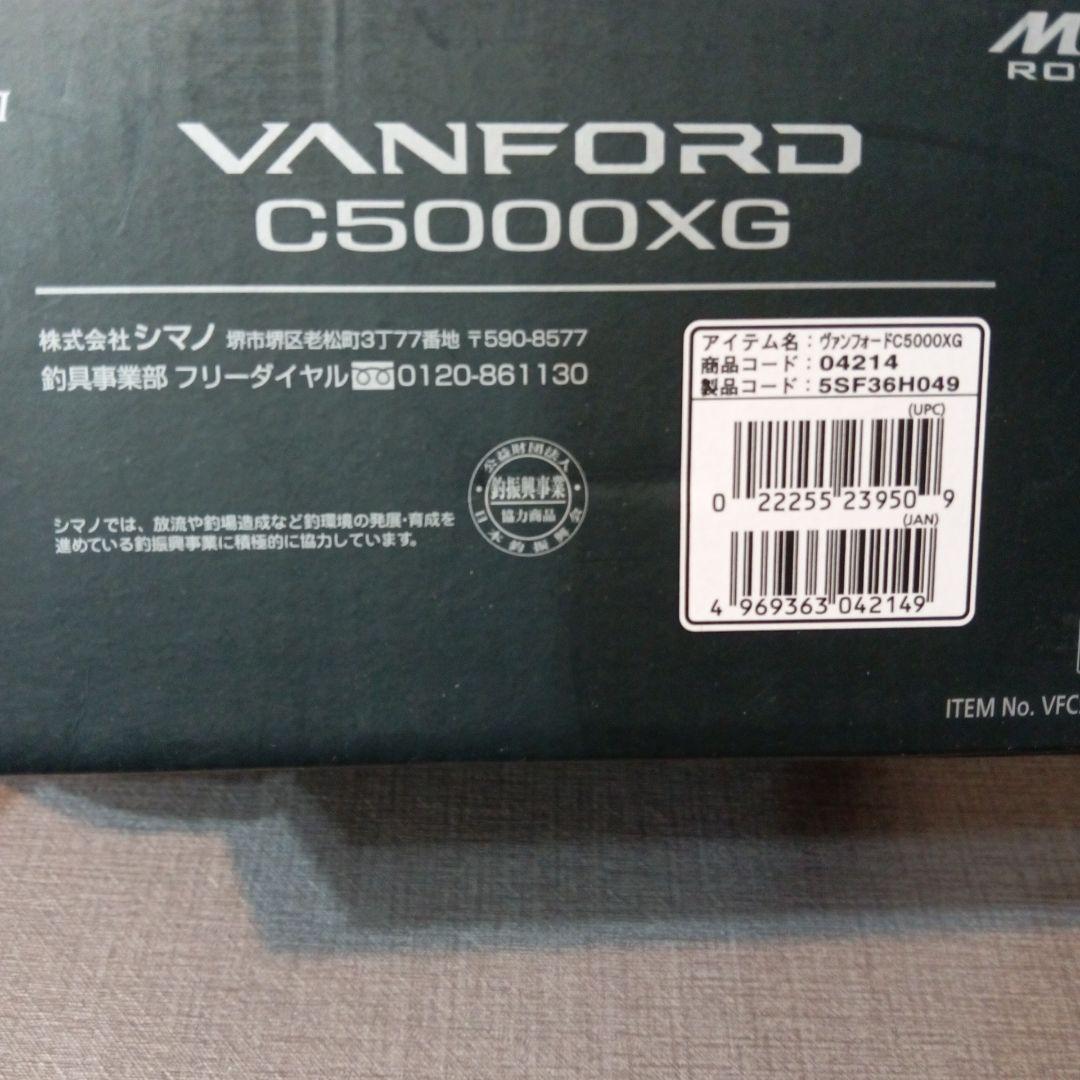 VANFORD
C5000XG
株式会社シマノ 堺市堺区老松町3丁77番地 〒590-8577
釣具事業部 フリーダイヤル 0120-861130
アイテム名：ヴァンフォードC5000XG
商品コード：04214
製品コード：5SF36H049
(UPC)
0 22255 23950 9
(JAN)
4 969363 042149
公益財団法人
釣振興事業
協力商品
日本釣振興会
シマノでは、放流や釣場造成など釣環境の発展・育成を
進めている釣振興事業に積極的に協力しています。
ITEM No.